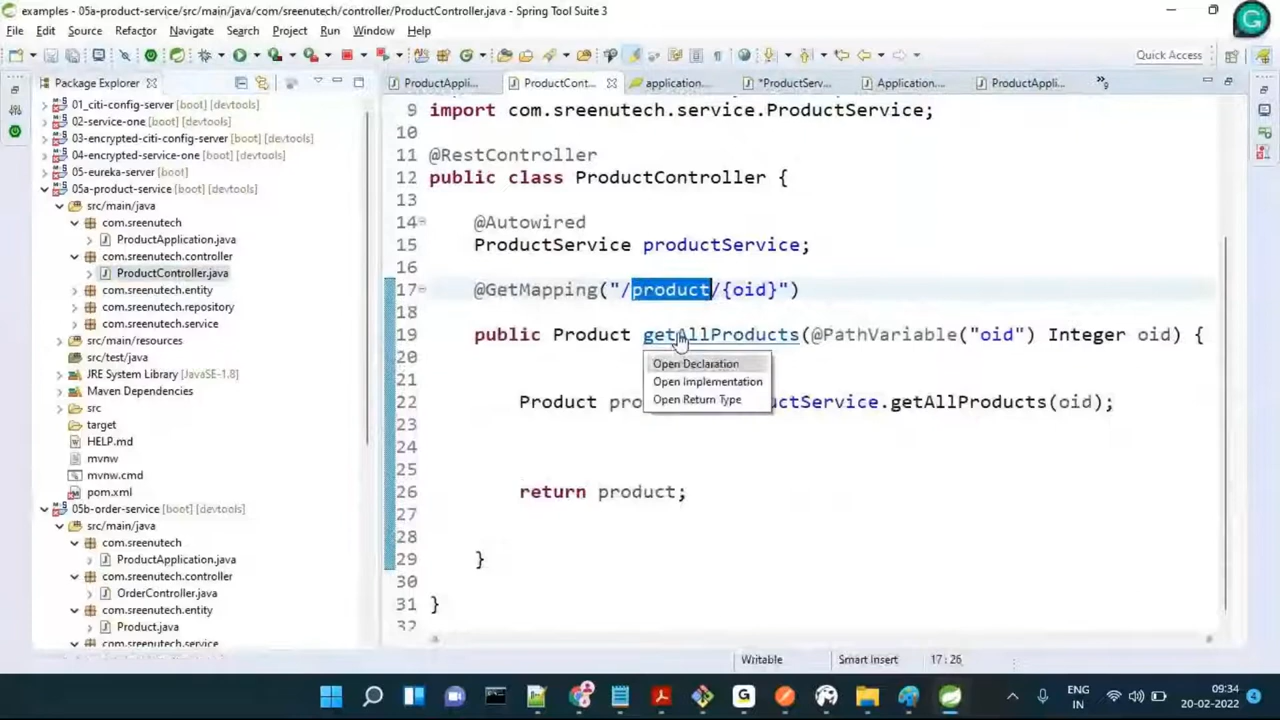 examples - 05a-product-service/src/main/java/com/sreenutech/controller/ProductController.java - Spring Tool Suite 3
File Edit Source Refactor Navigate Search Project Run Window Help
Quick Access
Package Explorer
ProductAppli...
ProductCont...
application....
*ProductServ...
Application....
ProductAppli...
01_citi-config-server [boot] [devtools]
02-service-one [boot] [devtools]
03-encrypted-citi-config-server [boot] [devtools]
04-encrypted-service-one [boot] [devtools]
05-eureka-server [boot] [devtools]
05a-product-service [boot] [devtools]
src/main/java
com.sreenutech
ProductApplication.java
com.sreenutech.controller
ProductController.java
com.sreenutech.entity
com.sreenutech.repository
com.sreenutech.service
src/main/resources
src/test/java
JRE System Library [JavaSE-1.8]
Maven Dependencies
src
target
HELP.md
mvnw
mvnw.cmd
pom.xml
05b-order-service [boot] [devtools]
src/main/java
com.sreenutech
ProductApplication.java
com.sreenutech.controller
OrderController.java
com.sreenutech.entity
Product.java
com.sreenutech.service
9 import com.sreenutech.service.ProductService;
10
11 @RestController
12 public class ProductController {
13
14 @Autowired
15 ProductService productService;
16
17 @GetMapping("/product/{oid}")
18
19 public Product getAllProducts(@PathVariable("oid") Integer oid) {
20
21
22 Product pro ctService.getAllProducts(oid);
23
24
25
26 return product;
27
28
29 }
30
31 }
32
Open Declaration
Open Implementation
Open Return Type
Writable
Smart Insert
17 : 26
ENG
IN
09:34
20-02-2022
4